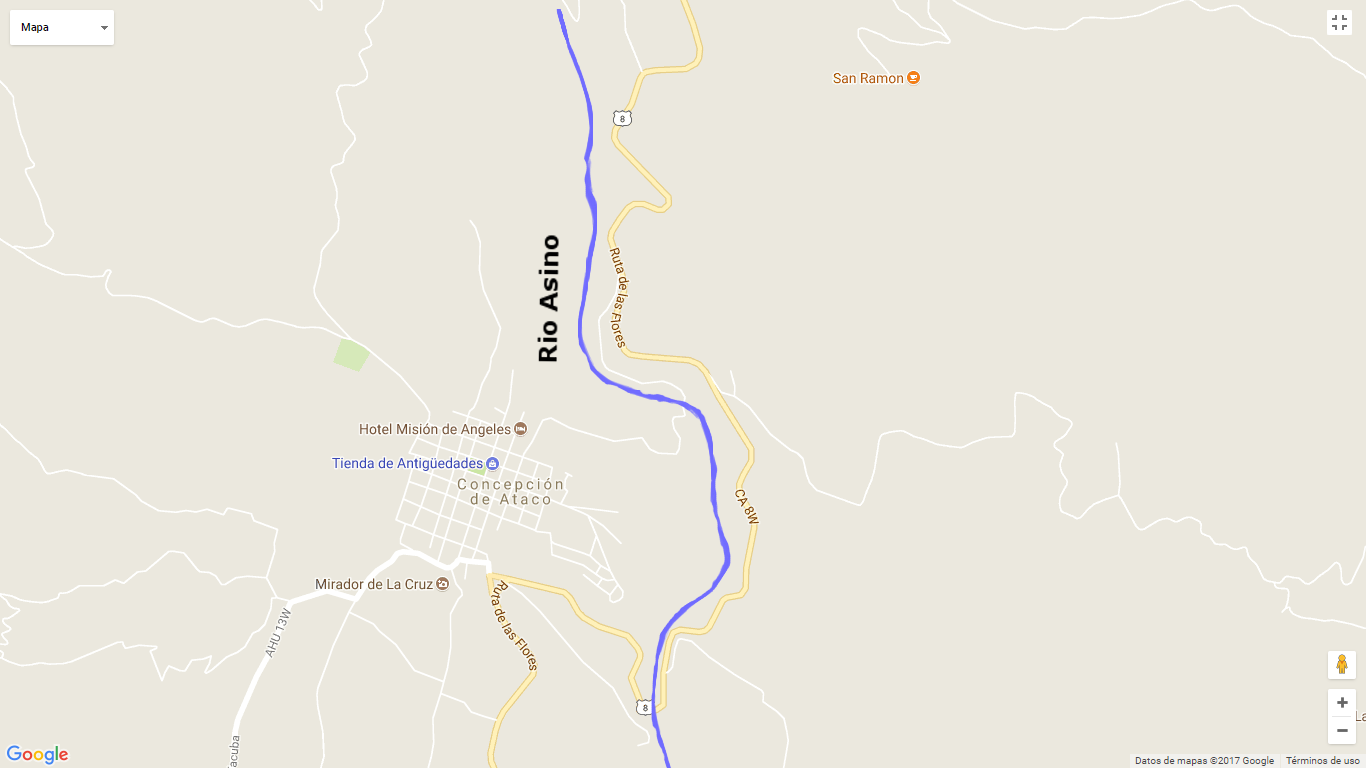 Mapa
San Ramon
8
Rio Asino
Ruta de las Flores
Hotel Misión de Angeles
Tienda de Antigüedades
Concepción
de Ataco
CA 8W
Mirador de La Cruz
Ruta de las Flores
AHU 13W
8
acuba
La
Google
Datos de mapas ©2017 Google
Términos de uso